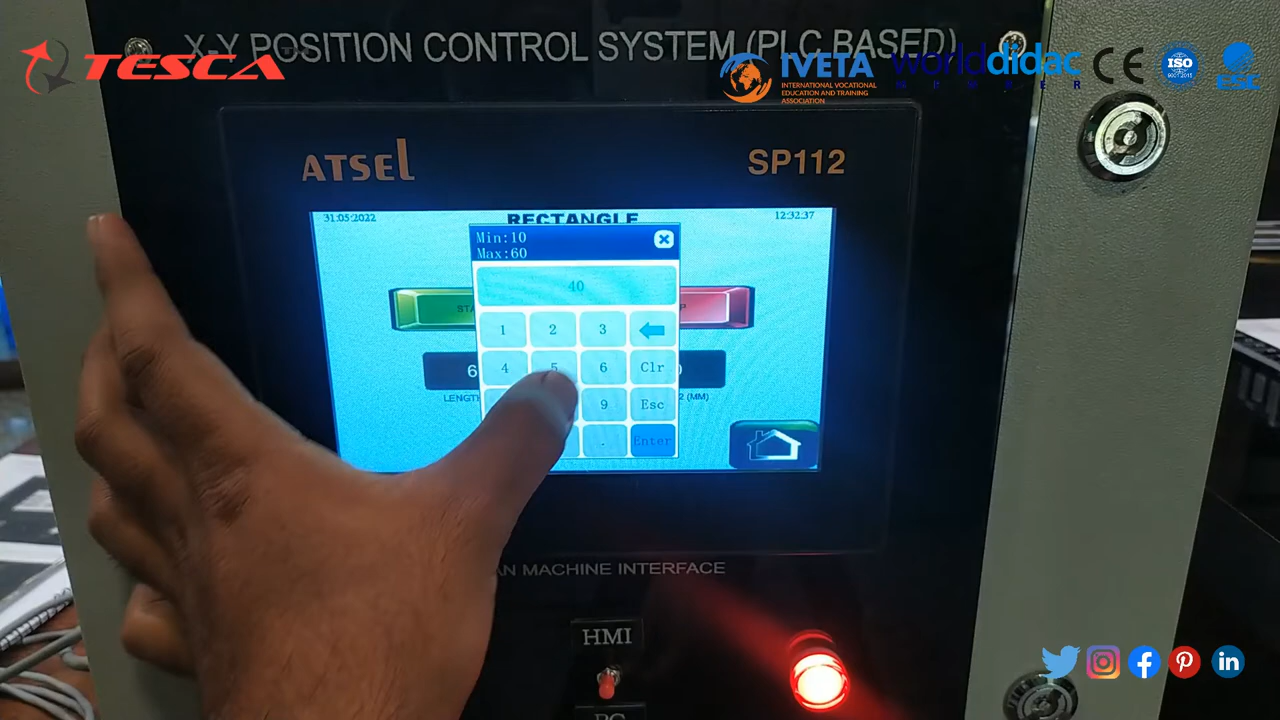 X-Y POSITION CONTROL SYSTEM (PLC BASED)
TESCA
IVETA
INTERNATIONAL VOCATIONAL
EDUCATION AND TRAINING
ASSOCIATION
worlddidac
MEMBER
CE
ISO
9001:2015
esc
ATSEL
SP112
31.05.2022
RECTANGLE
12:32:37
Min:10
Max:60
40
1 2 3
4 5 6 Clr
9 Esc
. Enter
6
LENGTH
2 (MM)
MACHINE INTERFACE
HMI
PC